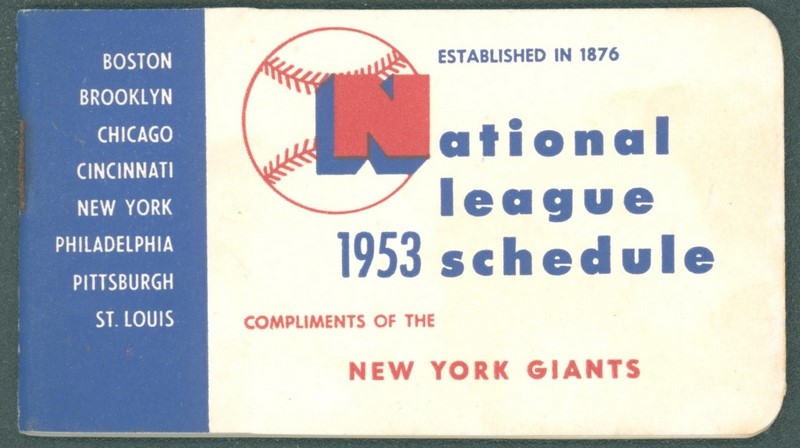 BOSTON
BROOKLYN
CHICAGO
CINCINNATI
NEW YORK
PHILADELPHIA
PITTSBURGH
ST. LOUIS
ESTABLISHED IN 1876
National
league
1953 schedule
COMPLIMENTS OF THE
NEW YORK GIANTS